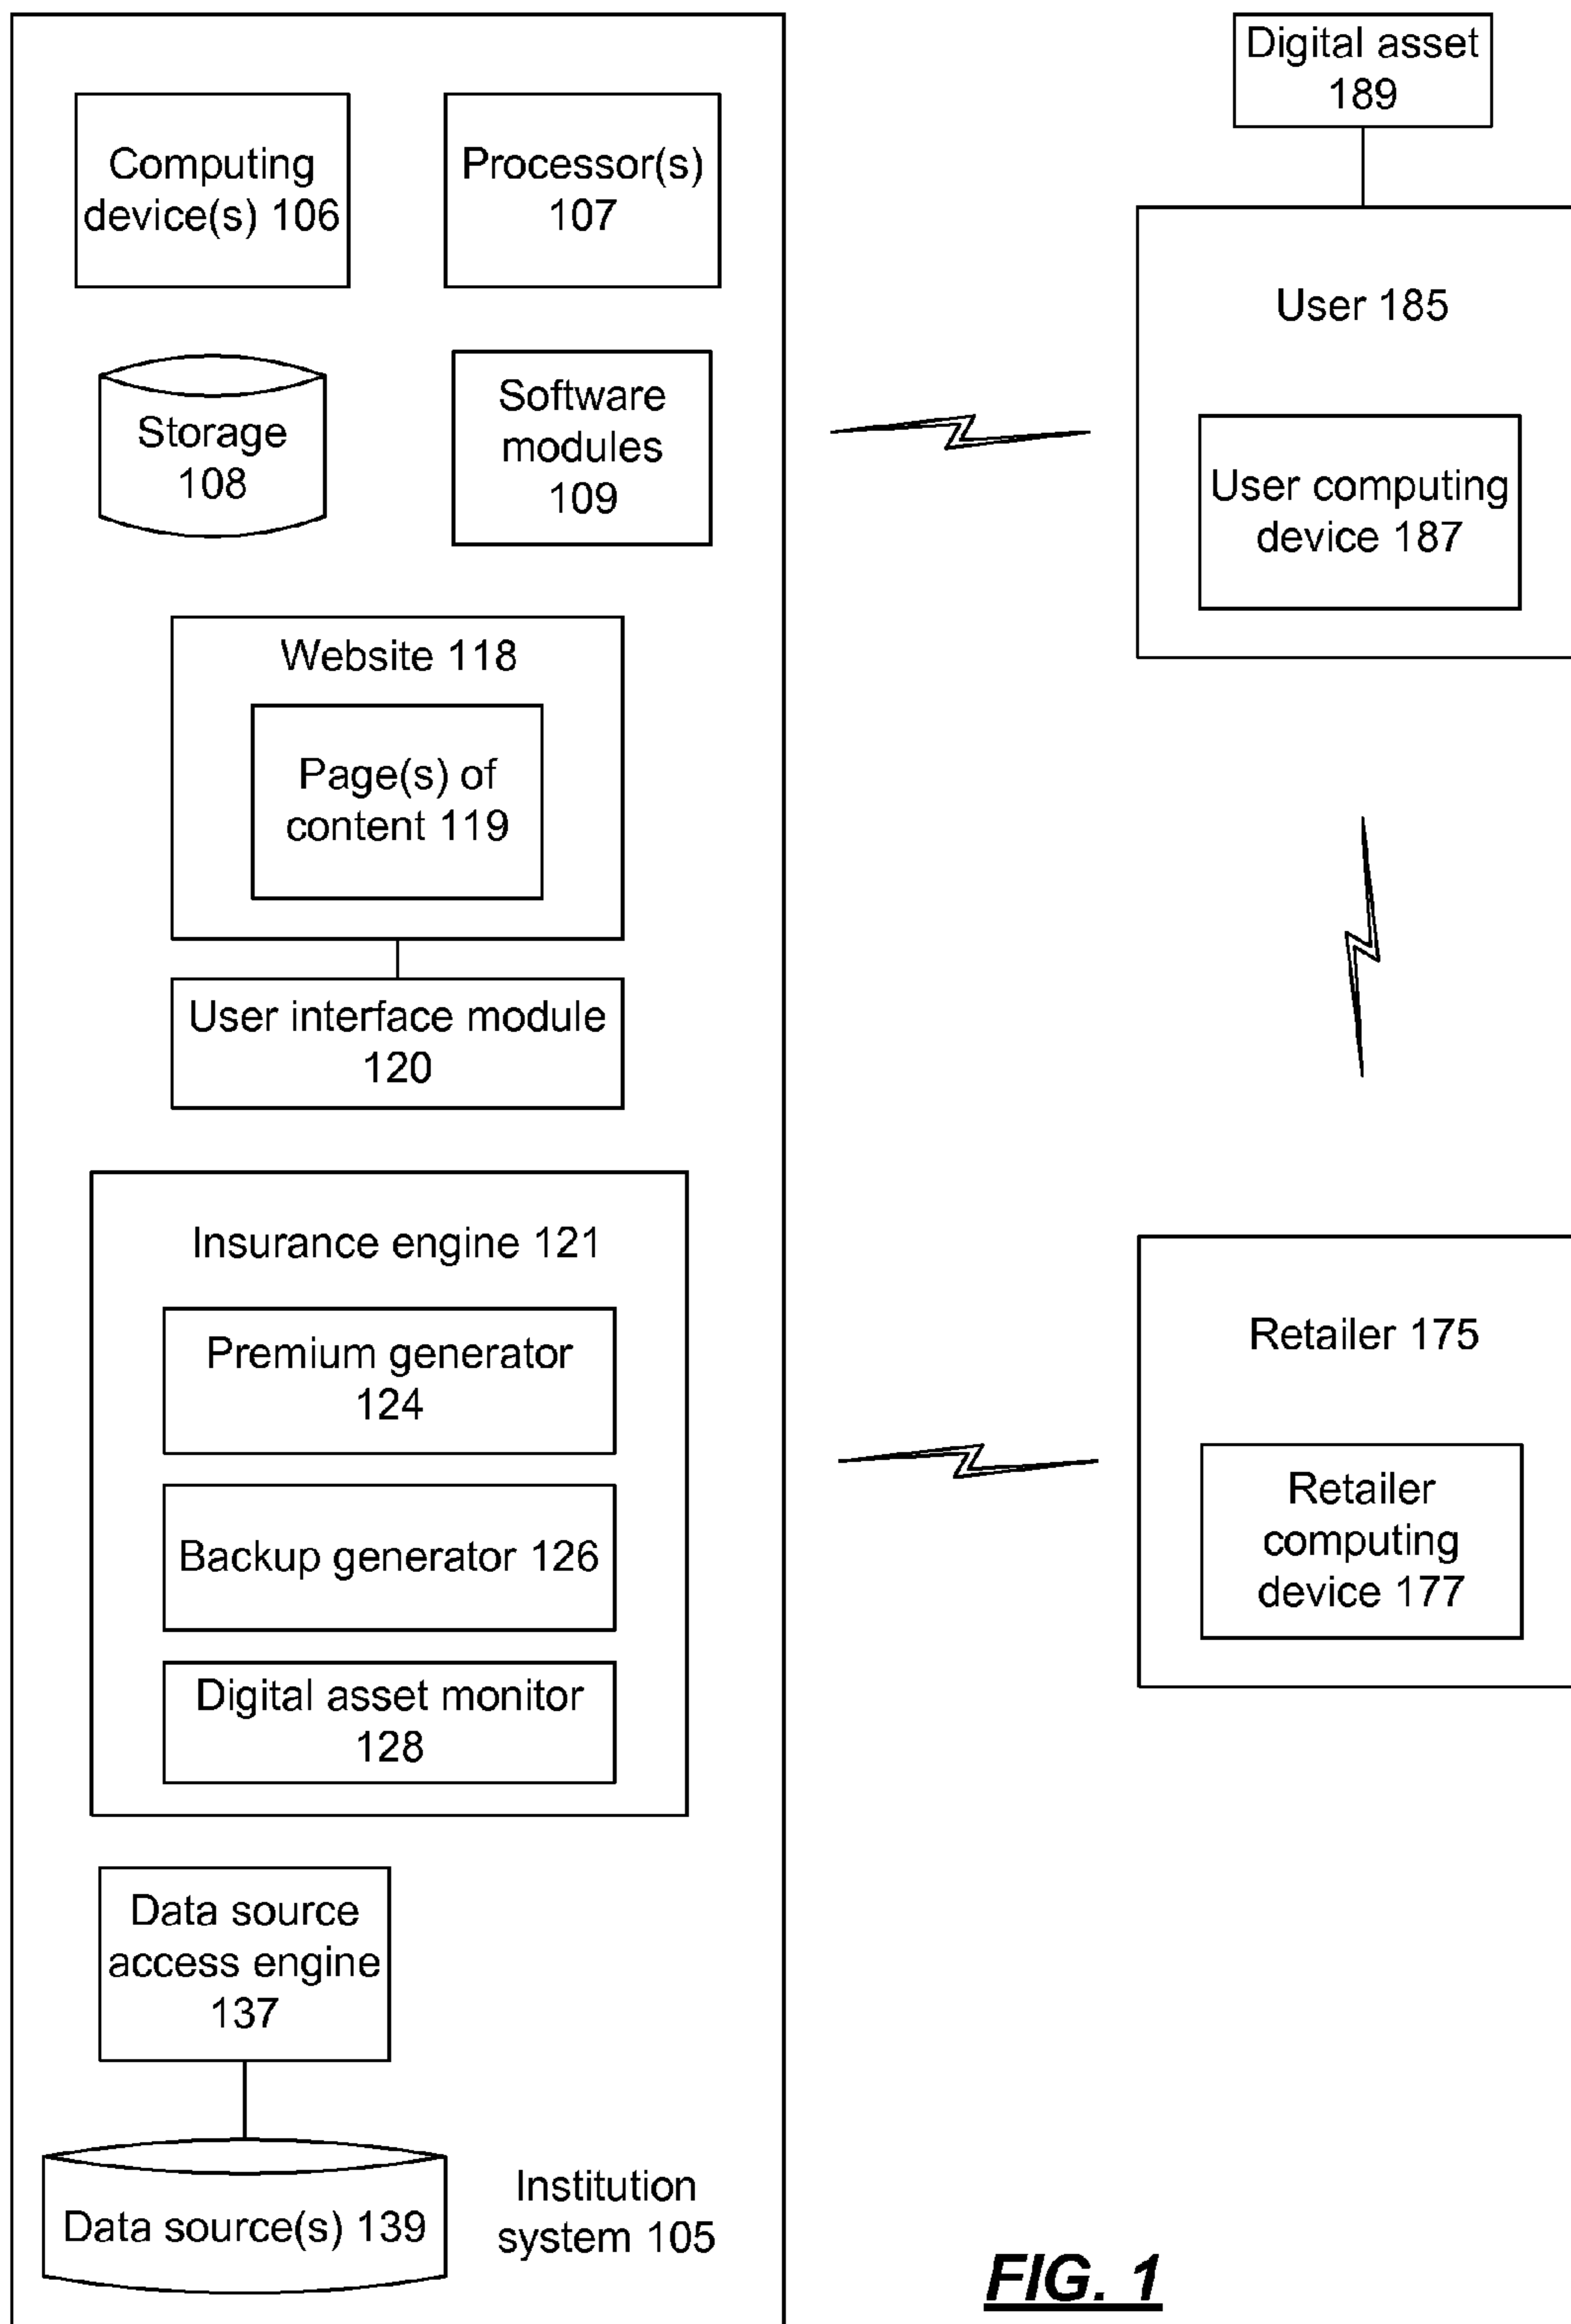 Computing
device(s) 106
Processor(s)
107
Storage
108
Software
modules
109
Website 118
Page(s) of
content 119
User interface module
120
Insurance engine 121
Premium generator
124
Backup generator 126
Digital asset monitor
128
Data source
access engine
137
Data source(s) 139
Institution
system 105
Digital asset
189
User 185
User computing
device 187
Retailer 175
Retailer
computing
device 177
FIG. 1